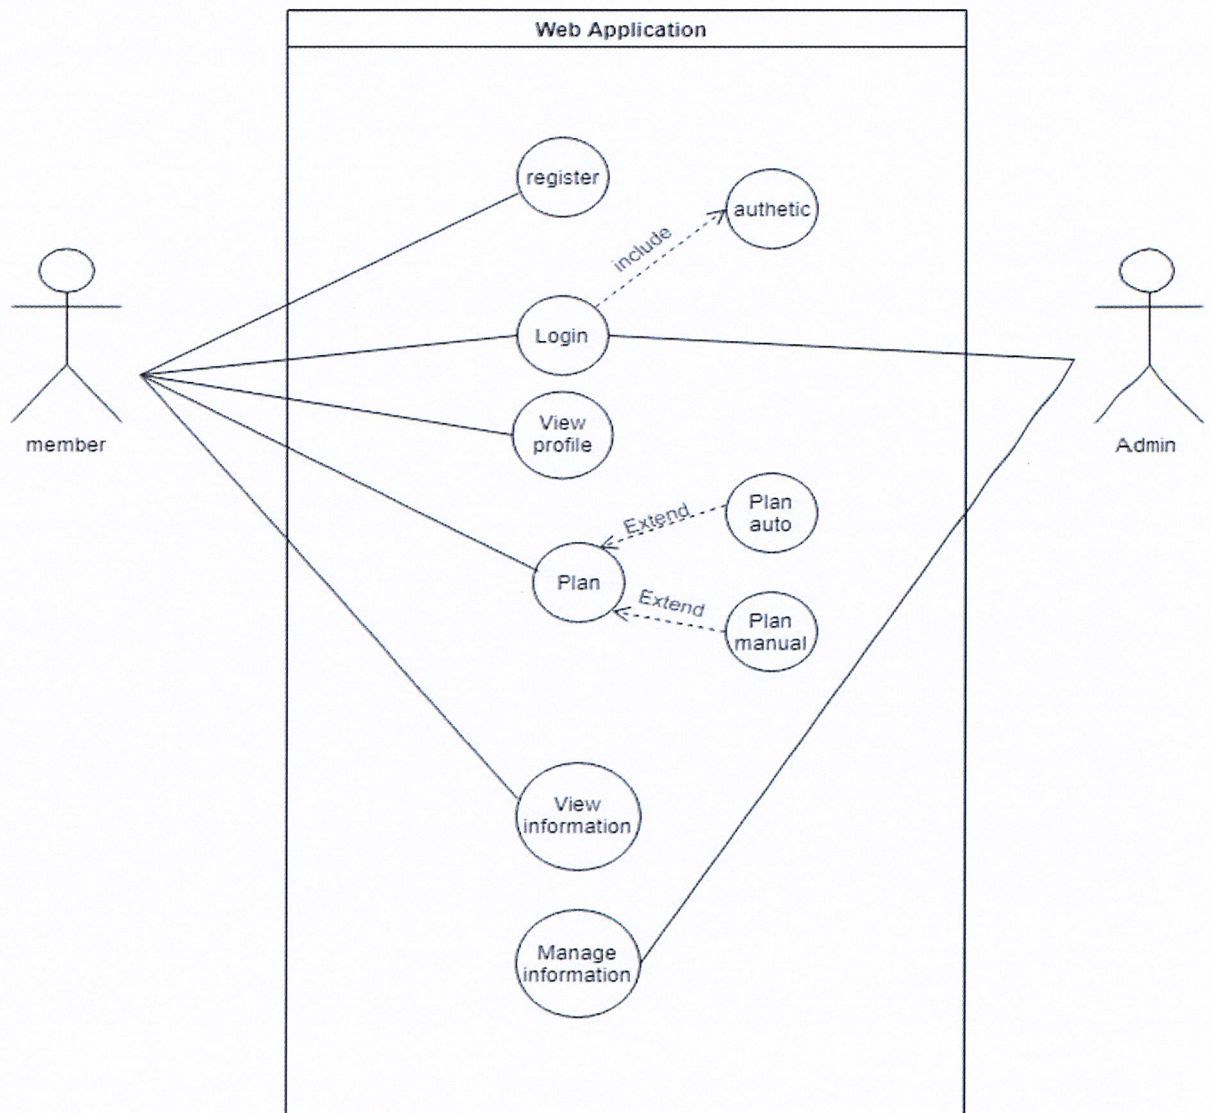 Web Application
register
authetic
include
Login
member
Admin
View
profile
Plan
auto
Extend
Plan
Extend
Plan
manual
View
information
Manage
information